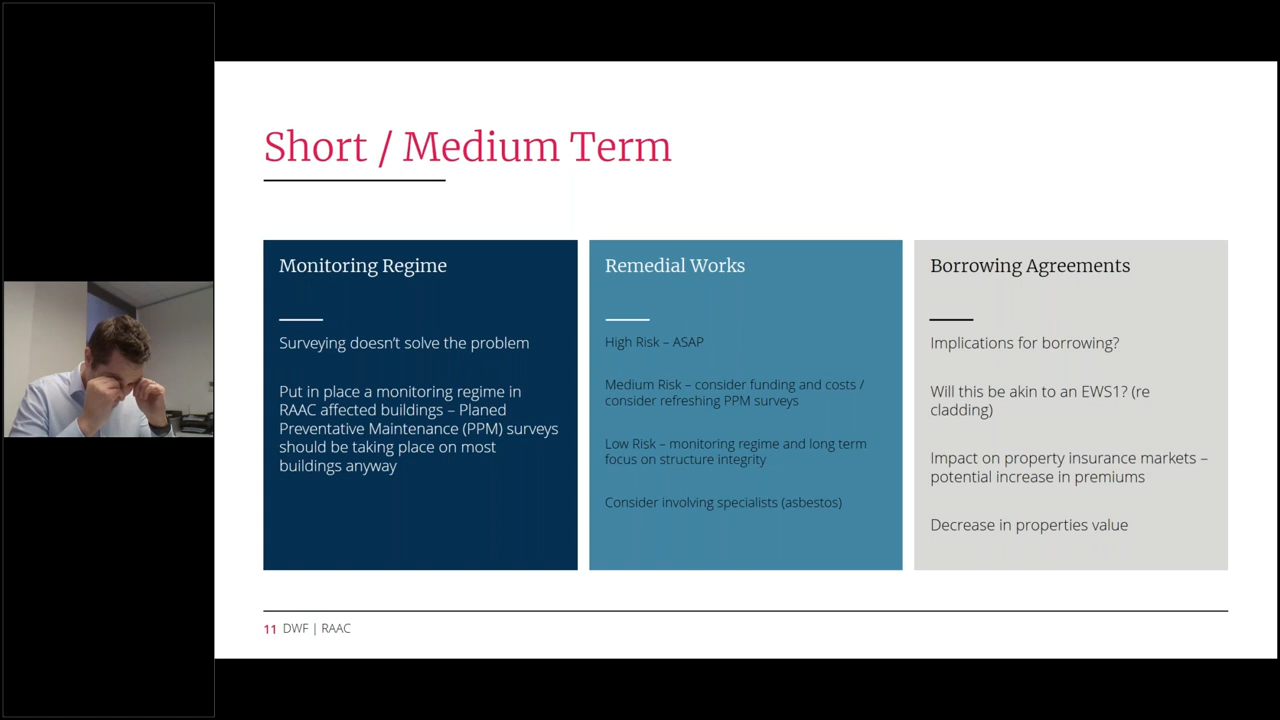 Short / Medium Term
Monitoring Regime
Surveying doesn’t solve the problem
Put in place a monitoring regime in
RAAC affected buildings – Planed
Preventative Maintenance (PPM) surveys
should be taking place on most
buildings anyway
Remedial Works
High Risk – ASAP
Medium Risk – consider funding and costs /
consider refreshing PPM surveys
Low Risk – monitoring regime and long term
focus on structure integrity
Consider involving specialists (asbestos)
Borrowing Agreements
Implications for borrowing?
Will this be akin to an EWS1? (re
cladding)
Impact on property insurance markets –
potential increase in premiums
Decrease in properties value
11 DWF | RAAC